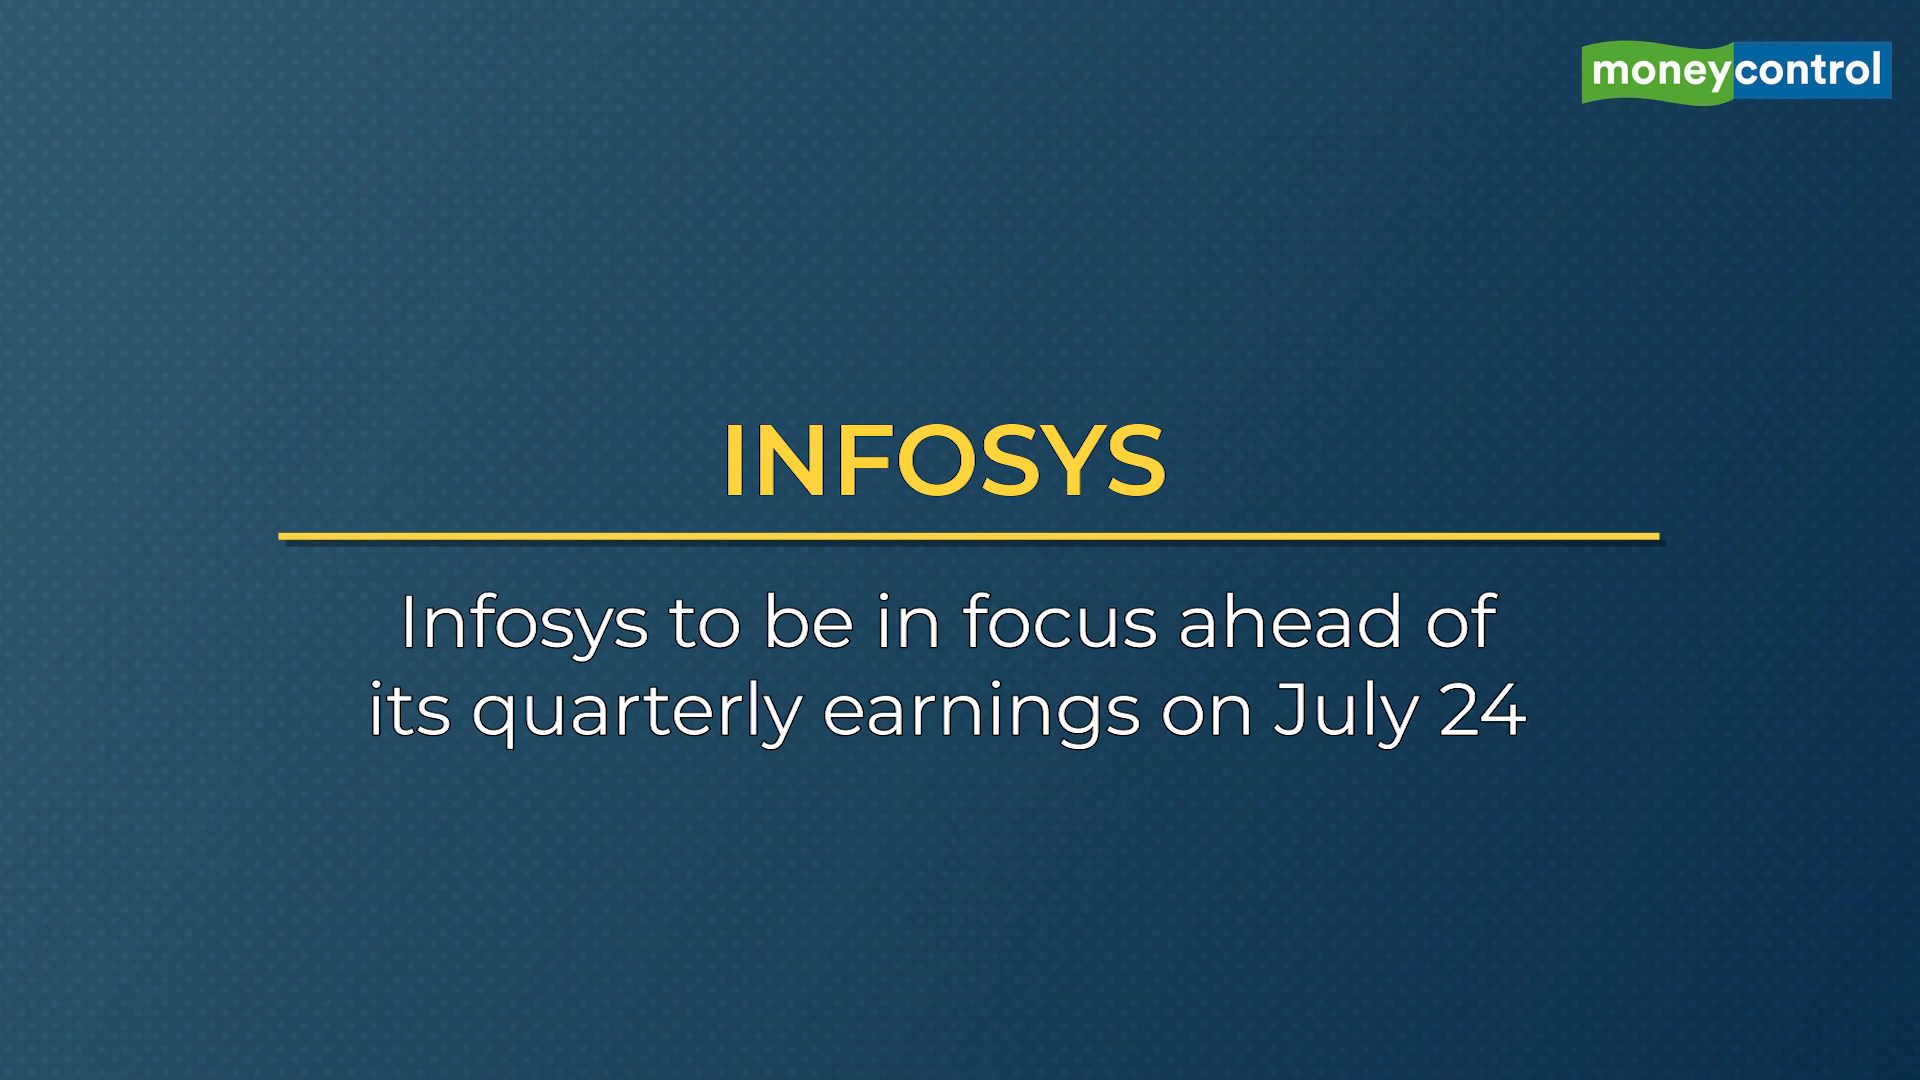 moneycontrol
INFOSYS
Infosys to be in focus ahead of
its quarterly earnings on July 24